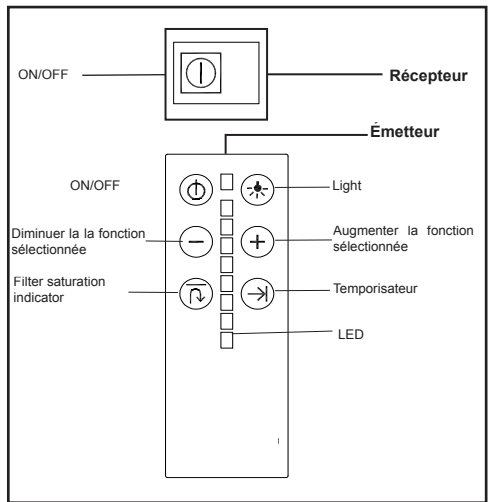 ON/OFF
Récepteur
Émetteur
ON/OFF
Light
Diminuer la la fonction
sélectionnée
Augmenter la fonction
sélectionnée
Filter saturation
indicator
Temporisateur
LED